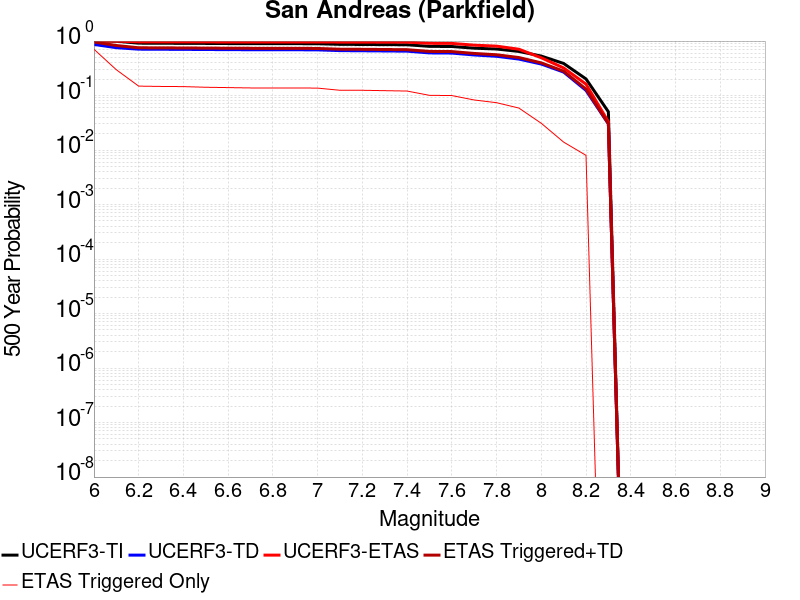 San Andreas (Parkfield)
500 Year Probability
10^0
10^-1
10^-2
10^-3
10^-4
10^-5
10^-6
10^-7
10^-8
6 6.2 6.4 6.6 6.8 7 7.2 7.4 7.6 7.8 8 8.2 8.4 8.6 8.8 9
Magnitude
UCERF3-TI UCERF3-TD UCERF3-ETAS ETAS Triggered+TD
ETAS Triggered Only